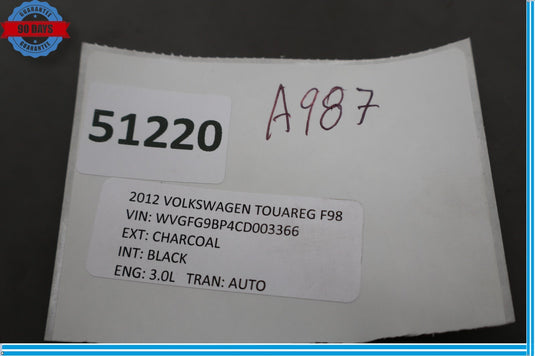 GUARANTEE
90 DAYS
GUARANTEE
A987
51220
2012 VOLKSWAGEN TOUAREG F98
VIN: WVGFG9BP4CD003366
EXT: CHARCOAL
INT: BLACK
ENG: 3.0L TRAN: AUTO